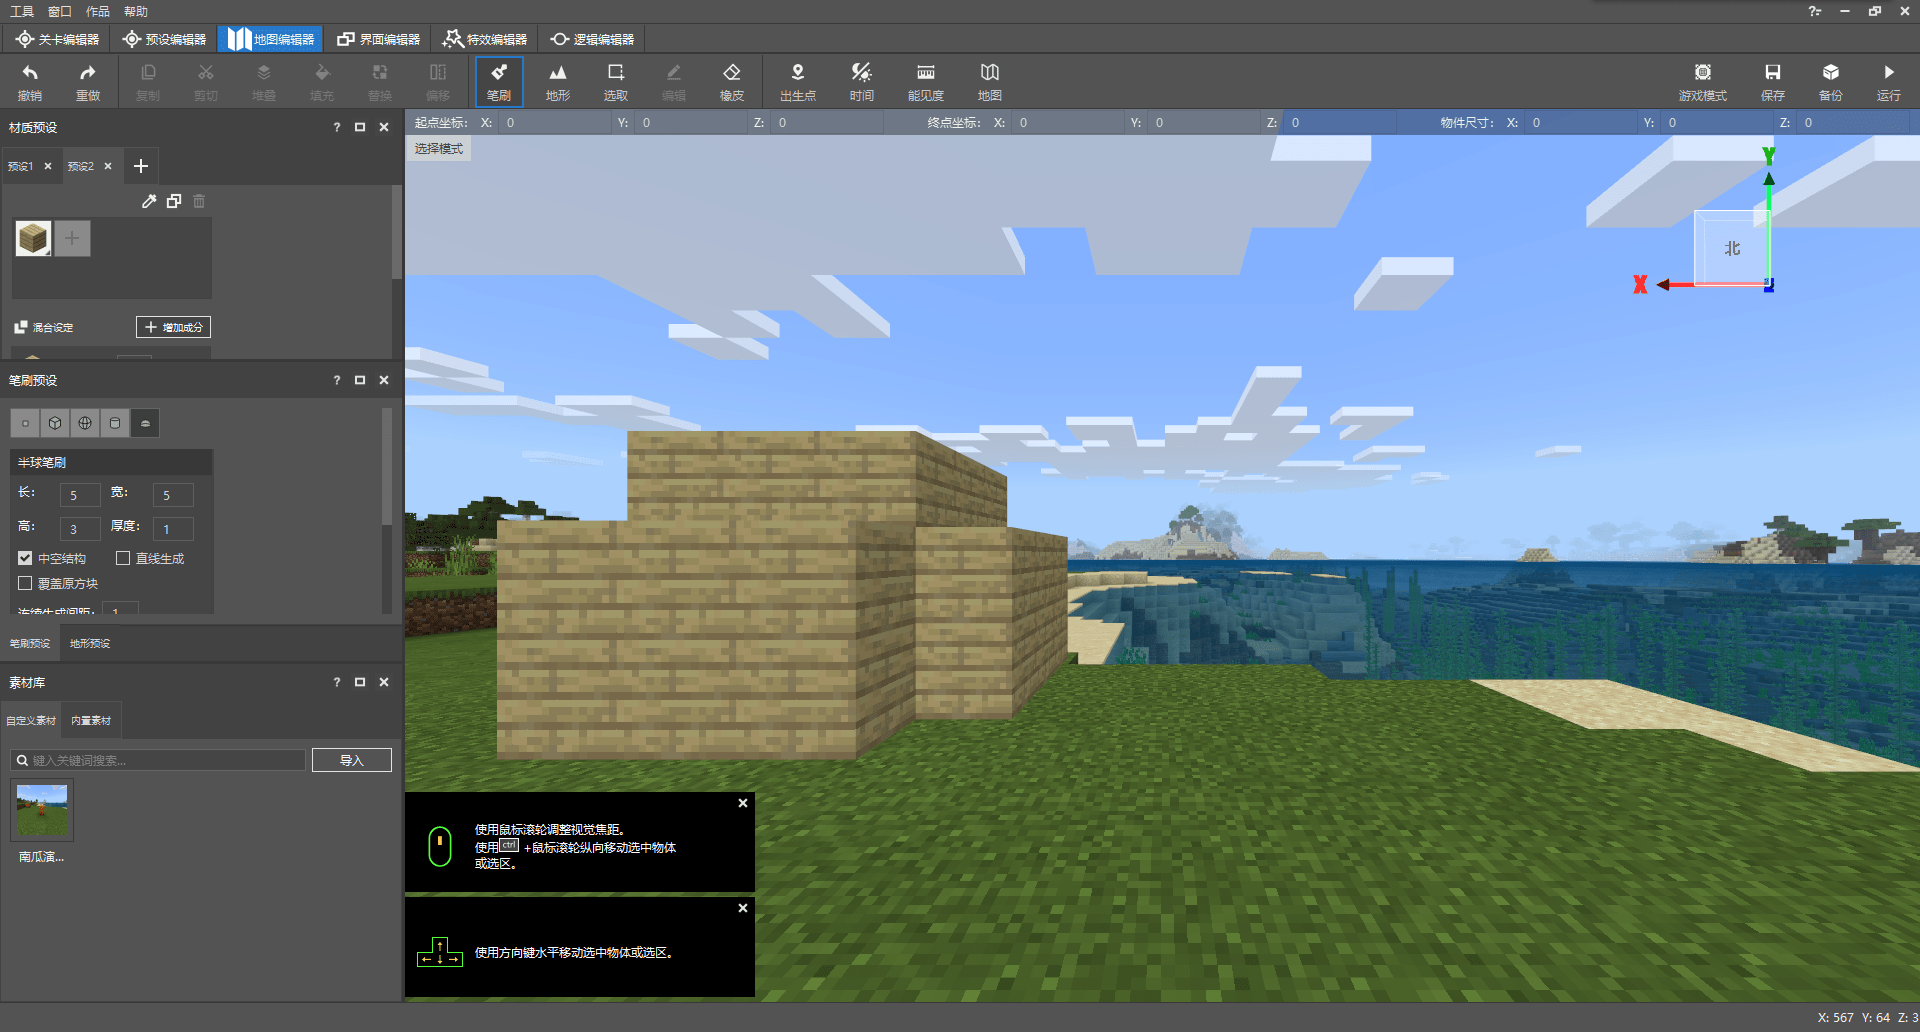 工具 窗口 作品 帮助
关卡编辑器 预设编辑器 地图编辑器 界面编辑器 特效编辑器 逻辑编辑器
撤销 重做 复制 剪切 堆叠 填充 替换 偏移 笔刷 地形 选取 编辑 橡皮 出生点 时间 能见度 地图 游戏模式 保存 备份 运行
材质预设 ?
起点坐标: X: 0 Y: 0 Z: 0 终点坐标: X: 0 Y: 0 Z: 0 物件尺寸: X: 0 Y: 0 Z: 0
选择模式
预设1 预设2
Y
北
X
混合设定 增加成分
笔刷预设 ?
半球笔刷
长: 5 宽: 5
高: 3 厚度: 1
中空结构 直线生成
覆盖原方块
连续生成间距: 1
笔刷预设 地形预设
素材库 ?
自定义素材 内置素材
键入关键词搜索... 导入
南瓜演...
使用鼠标滚轮调整视觉焦距。
使用 ctrl +鼠标滚轮纵向移动选中物体
或选区。
使用方向键水平移动选中物体或选区。
X: 567 Y: 64 Z: 3